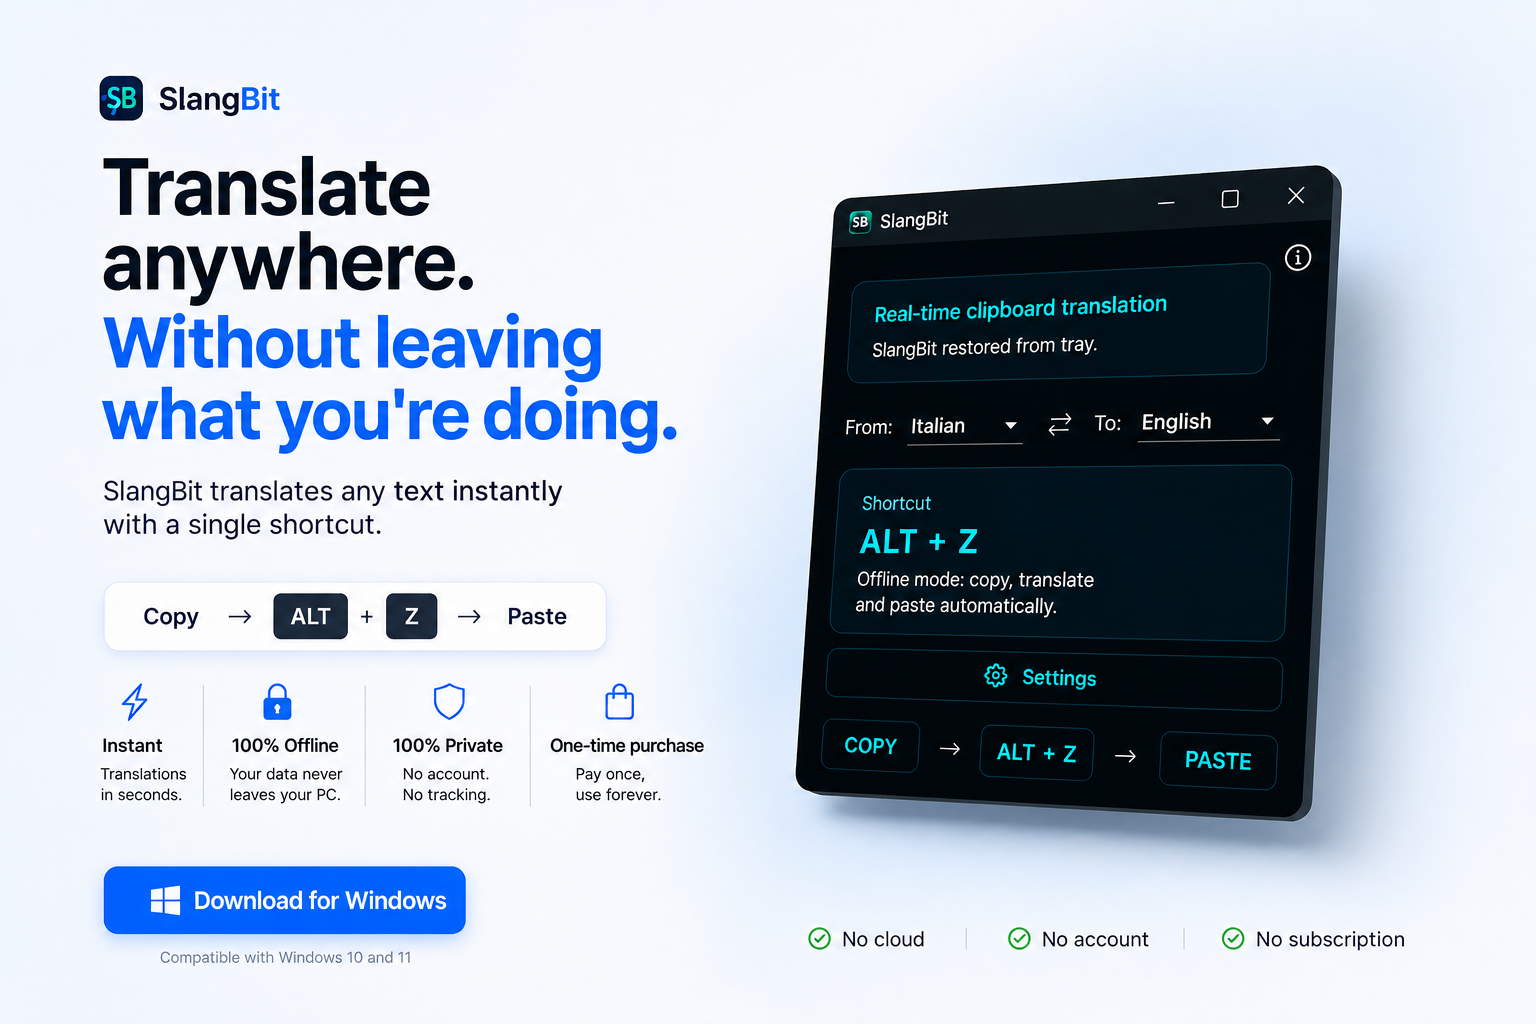 SB SlangBit
Translate
anywhere.
Without leaving
what you're doing.
SlangBit translates any text instantly
with a single shortcut.
Copy → ALT + Z → Paste
Instant
Translations
in seconds.
100% Offline
Your data never
leaves your PC.
100% Private
No account.
No tracking.
One-time purchase
Pay once,
use forever.
Download for Windows
Compatible with Windows 10 and 11
SB SlangBit
Real-time clipboard translation
SlangBit restored from tray.
From: Italian To: English
Shortcut
ALT + Z
Offline mode: copy, translate
and paste automatically.
Settings
COPY → ALT + Z → PASTE
No cloud
No account
No subscription